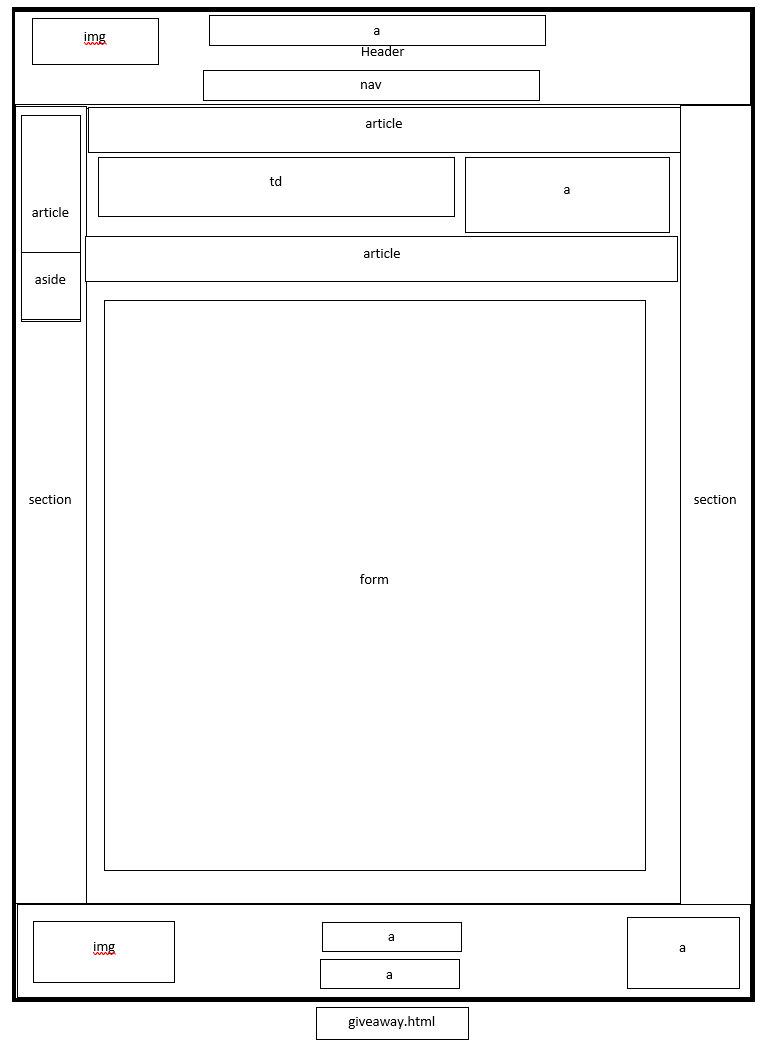 img
a
Header
nav
article
td
a
article
article
aside
section
section
form
img
a
a
a
giveaway.html